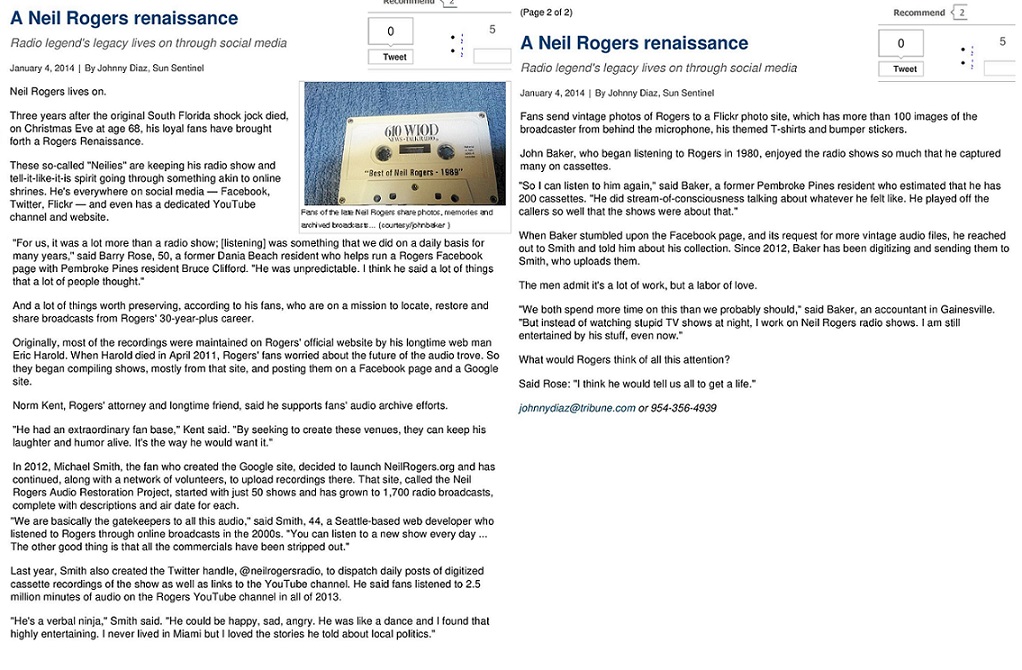 Recommend 2
A Neil Rogers renaissance
0
5
Tweet
Radio legend's legacy lives on through social media
January 4, 2014 | By Johnny Diaz, Sun Sentinel
Neil Rogers lives on.
Three years after the original South Florida shock jock died,
on Christmas Eve at age 68, his loyal fans have brought
forth a Rogers Renaissance.
These so-called "Neilies" are keeping his radio show and
tell-it-like-it-is spirit going through something akin to online
shrines. He's everywhere on social media — Facebook,
Twitter, Flickr — and even has a dedicated YouTube
channel and website.
610 WIOD
NEWS-TALK RADIO
"Best of Neil Rogers - 1989"
Fans of the late Neil Rogers share photos, memories and
archived broadcasts... (courtesy/johnbaker )
"For us, it was a lot more than a radio show; [listening] was something that we did on a daily basis for
many years," said Barry Rose, 50, a former Dania Beach resident who helps run a Rogers Facebook
page with Pembroke Pines resident Bruce Clifford. "He was unpredictable. I think he said a lot of things
that a lot of people thought."
And a lot of things worth preserving, according to his fans, who are on a mission to locate, restore and
share broadcasts from Rogers' 30-year-plus career.
Originally, most of the recordings were maintained on Rogers' official website by his longtime web man
Eric Harold. When Harold died in April 2011, Rogers' fans worried about the future of the audio trove. So
they began compiling shows, mostly from that site, and posting them on a Facebook page and a Google
site.
Norm Kent, Rogers' attorney and longtime friend, said he supports fans' audio archive efforts.
"He had an extraordinary fan base," Kent said. "By seeking to create these venues, they can keep his
laughter and humor alive. It's the way he would want it."
In 2012, Michael Smith, the fan who created the Google site, decided to launch NeilRogers.org and has
continued, along with a network of volunteers, to upload recordings there. That site, called the Neil
Rogers Audio Restoration Project, started with just 50 shows and has grown to 1,700 radio broadcasts,
complete with descriptions and air date for each.
"We are basically the gatekeepers to all this audio," said Smith, 44, a Seattle-based web developer who
listened to Rogers through online broadcasts in the 2000s. "You can listen to a new show every day ...
The other good thing is that all the commercials have been stripped out."
Last year, Smith also created the Twitter handle, @neilrogersradio, to dispatch daily posts of digitized
cassette recordings of the show as well as links to the YouTube channel. He said fans listened to 2.5
million minutes of audio on the Rogers YouTube channel in all of 2013.
"He's a verbal ninja," Smith said. "He could be happy, sad, angry. He was like a dance and I found that
highly entertaining. I never lived in Miami but I loved the stories he told about local politics."
(Page 2 of 2)
Recommend 2
A Neil Rogers renaissance
0
5
Tweet
Radio legend's legacy lives on through social media
January 4, 2014 | By Johnny Diaz, Sun Sentinel
Fans send vintage photos of Rogers to a Flickr photo site, which has more than 100 images of the
broadcaster from behind the microphone, his themed T-shirts and bumper stickers.
John Baker, who began listening to Rogers in 1980, enjoyed the radio shows so much that he captured
many on cassettes.
"So I can listen to him again," said Baker, a former Pembroke Pines resident who estimated that he has
200 cassettes. "He did stream-of-consciousness talking about whatever he felt like. He played off the
callers so well that the shows were about that."
When Baker stumbled upon the Facebook page, and its request for more vintage audio files, he reached
out to Smith and told him about his collection. Since 2012, Baker has been digitizing and sending them to
Smith, who uploads them.
The men admit it's a lot of work, but a labor of love.
"We both spend more time on this than we probably should," said Baker, an accountant in Gainesville.
"But instead of watching stupid TV shows at night, I work on Neil Rogers radio shows. I am still
entertained by his stuff, even now."
What would Rogers think of all this attention?
Said Rose: "I think he would tell us all to get a life."
johnnydiaz@tribune.com or 954-356-4939